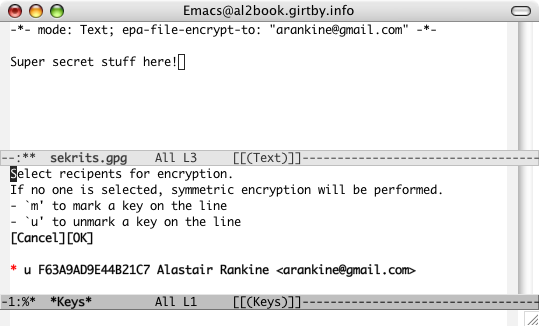 Emacs@al2book.girtby.info
-*- mode: Text; epa-file-encrypt-to: "arankine@gmail.com" -*-
Super secret stuff here!
--:** sekrits.gpg All L3 [[(Text)]]------------------------------
Select recipents for encryption.
If no one is selected, symmetric encryption will be performed.
- `m' to mark a key on the line
- `u' to unmark a key on the line
[Cancel][OK]
* u F63A9AD9E44B21C7 Alastair Rankine <arankine@gmail.com>
-1:%* *Keys* All L1 [[(Keys)]]------------------------------